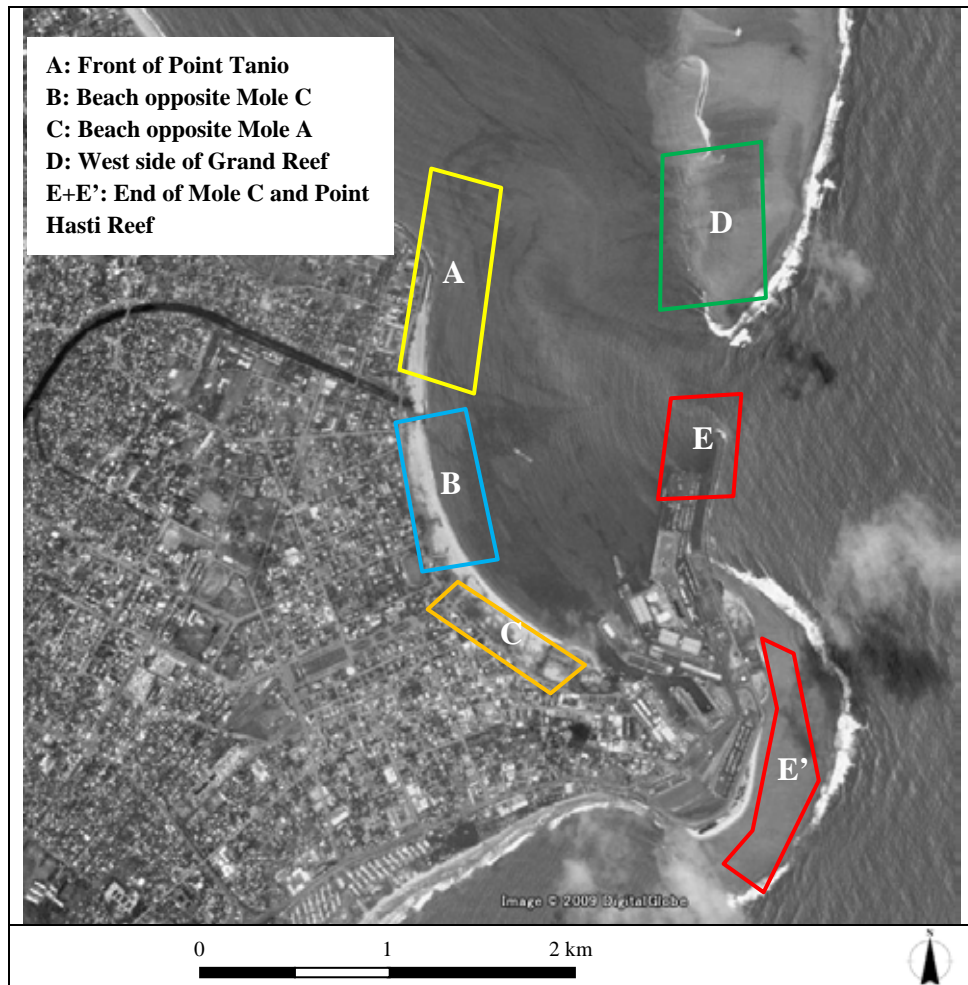 A: Front of Point Tanio
B: Beach opposite Mole C
C: Beach opposite Mole A
D: West side of Grand Reef
E+E’: End of Mole C and Point
Hasti Reef
D
A
E
B
C
E’
Image © 2009 DigitalGlobe
0 1 2 km
S